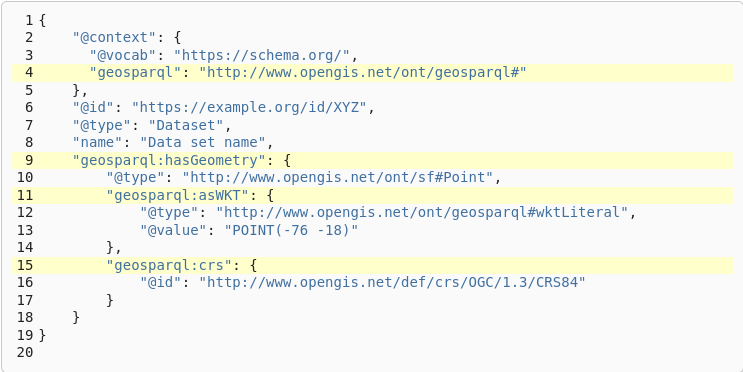 1 {
2     "@context": {
3       "@vocab": "https://schema.org/",
4       "geosparql": "http://www.opengis.net/ont/geosparql#"
5     },
6     "@id": "https://example.org/id/XYZ",
7     "@type": "Dataset",
8     "name": "Data set name",
9     "geosparql:hasGeometry": {
10         "@type": "http://www.opengis.net/ont/sf#Point",
11         "geosparql:asWKT": {
12             "@type": "http://www.opengis.net/ont/geosparql#wktLiteral",
13             "@value": "POINT(-76 -18)"
14         },
15         "geosparql:crs": {
16             "@id": "http://www.opengis.net/def/crs/OGC/1.3/CRS84"
17         }
18     }
19 }
20